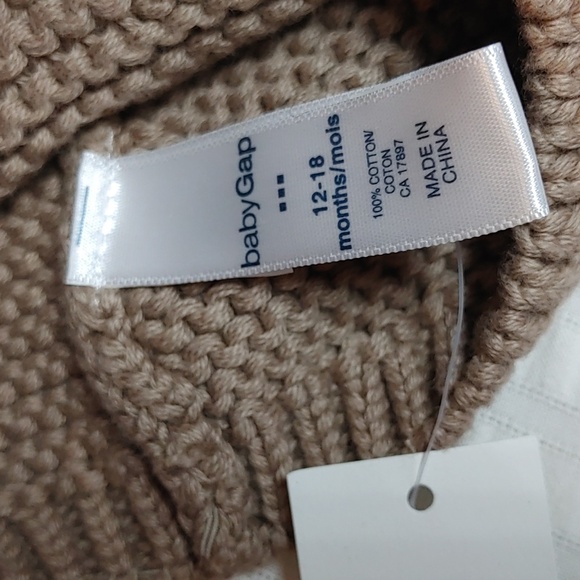 babyGap
12-18
months/mois
100% COTTON/
COTON
CA 17897
MADE IN
CHINA